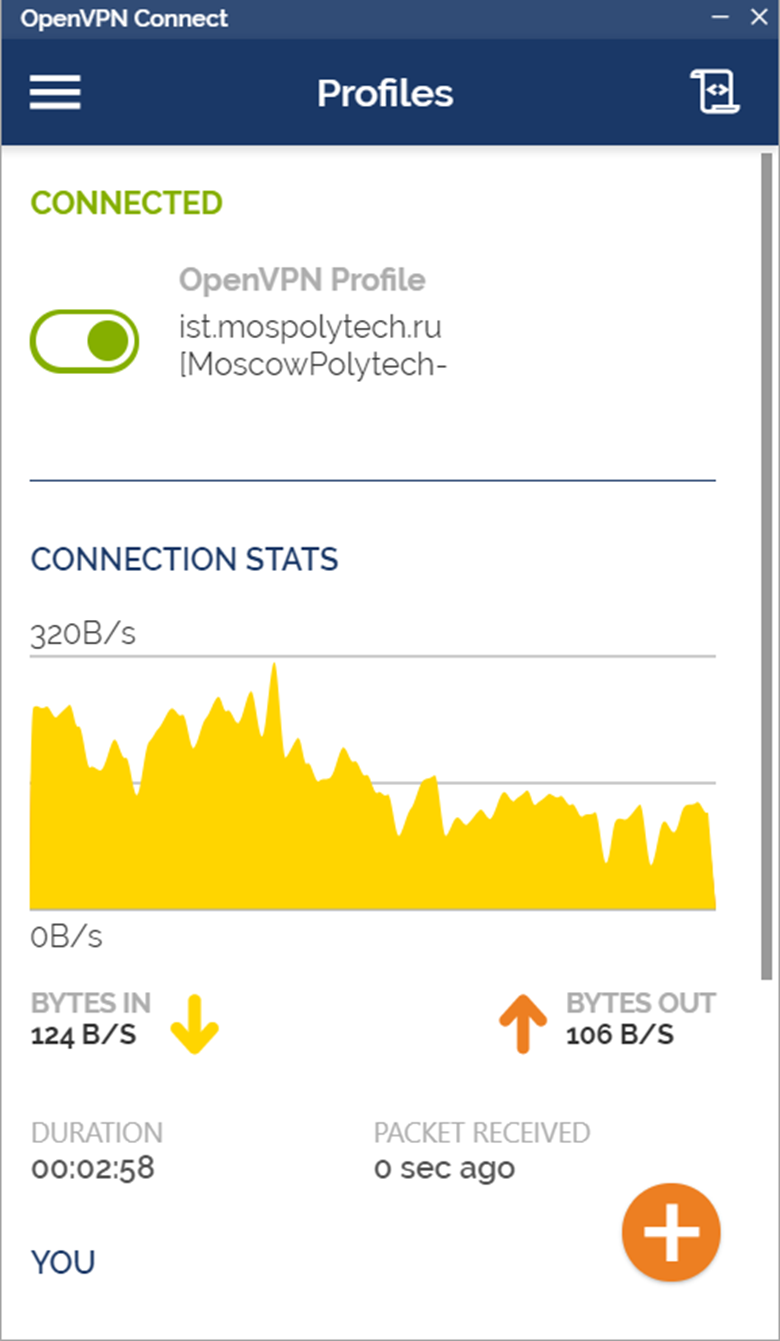 OpenVPN Connect
Profiles
CONNECTED
OpenVPN Profile
ist.mospolytech.ru
[MoscowPolytech-
CONNECTION STATS
320B/s
0B/s
BYTES IN
124 B/S
BYTES OUT
106 B/S
DURATION
00:02:58
PACKET RECEIVED
0 sec ago
YOU